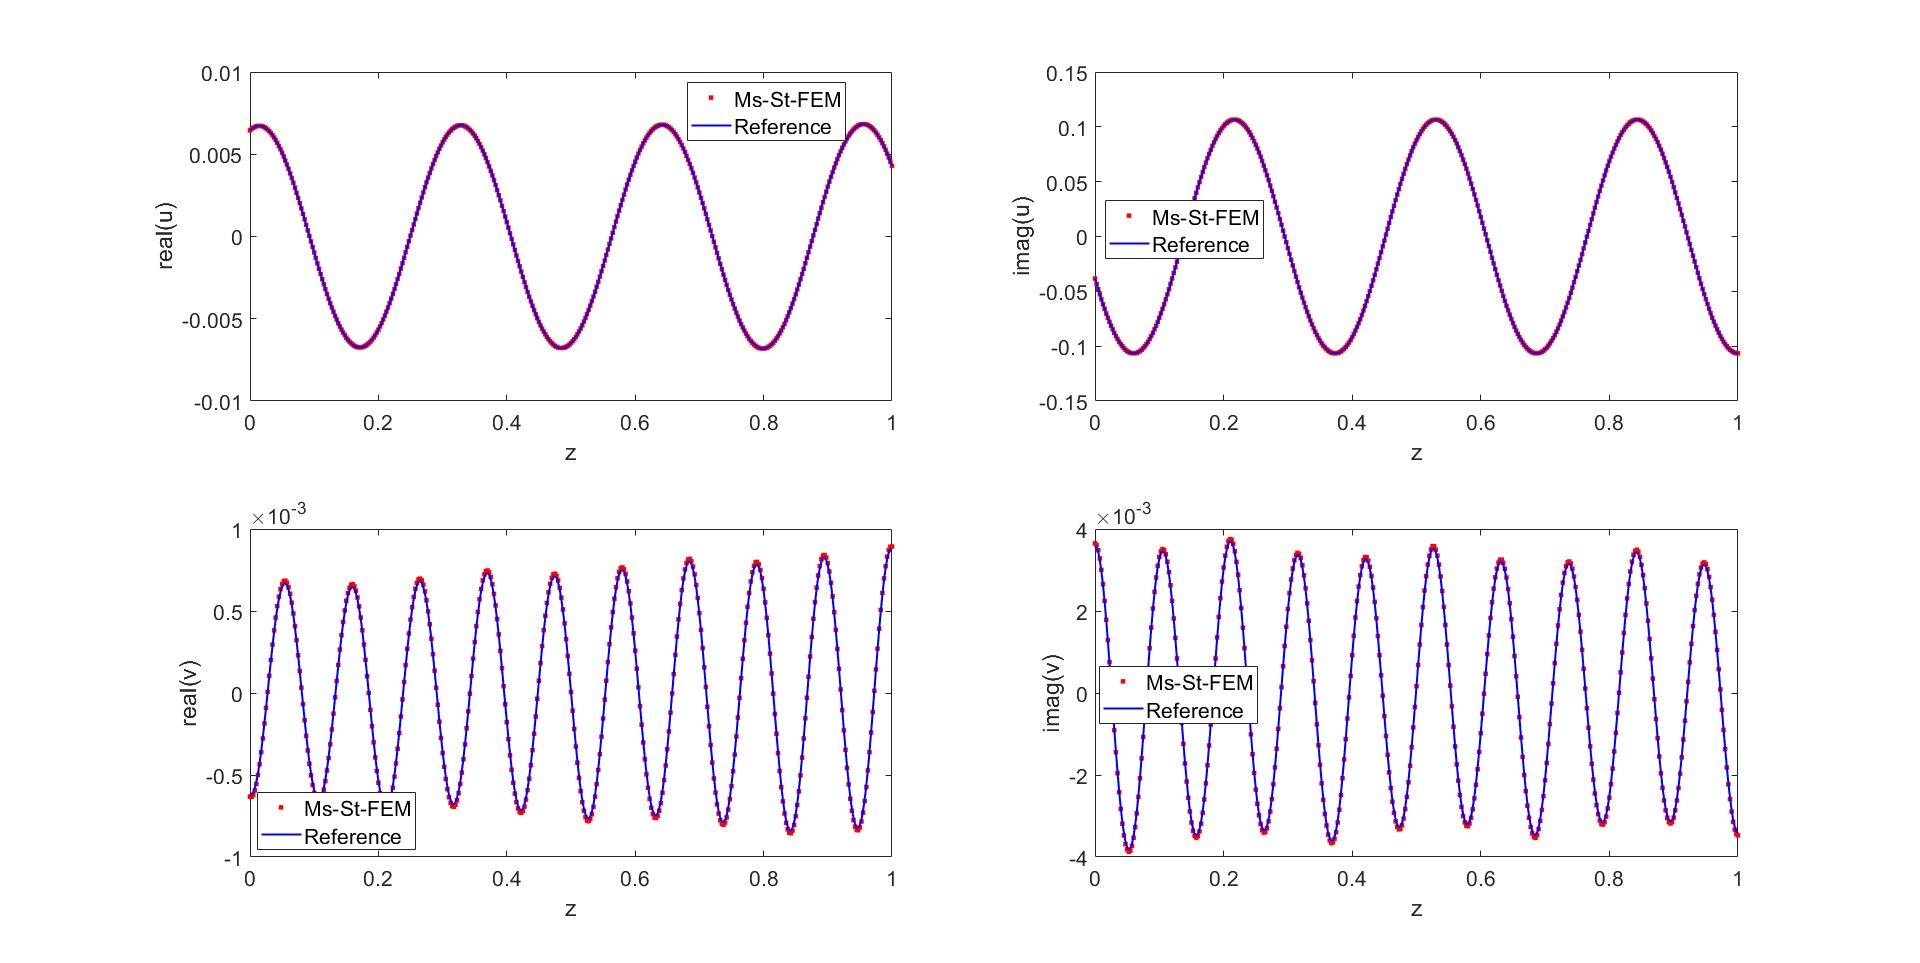 real(u)
0.01
0.005
0
-0.005
-0.01
Ms-St-FEM
Reference
0 0.2 0.4 0.6 0.8 1
z
imag(u)
0.15
0.1
0.05
0
-0.05
-0.1
-0.15
Ms-St-FEM
Reference
0 0.2 0.4 0.6 0.8 1
z
×10-3
real(v)
1
0.5
0
-0.5
-1
Ms-St-FEM
Reference
0 0.2 0.4 0.6 0.8 1
z
×10-3
imag(v)
4
2
0
-2
-4
Ms-St-FEM
Reference
0 0.2 0.4 0.6 0.8 1
z